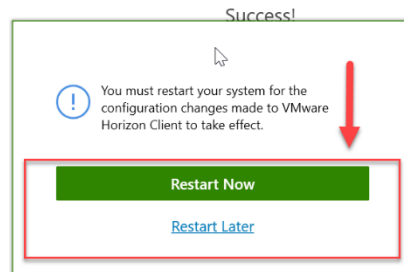 Success!
You must restart your system for the
configuration changes made to VMware
Horizon Client to take effect.
Restart Now
Restart Later